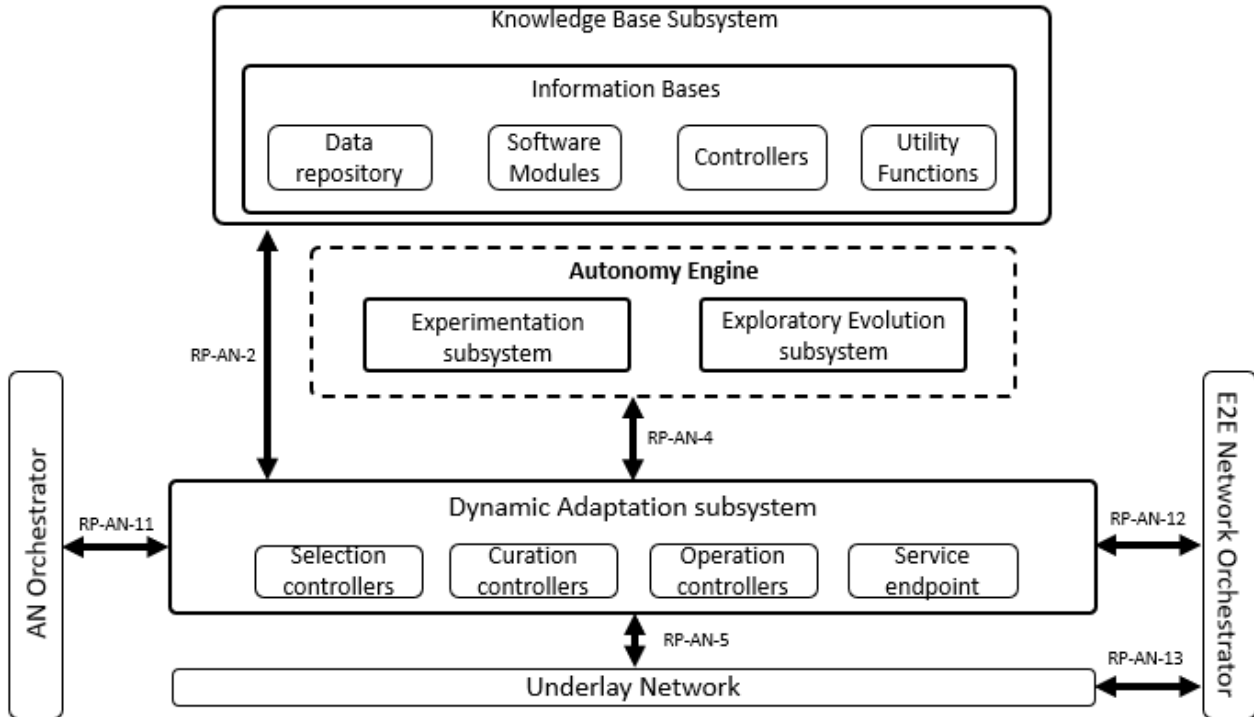 Knowledge Base Subsystem
Information Bases
Data
repository
Software
Modules
Controllers
Utility
Functions
Autonomy Engine
Experimentation
subsystem
Exploratory Evolution
subsystem
RP-AN-2
RP-AN-4
AN Orchestrator
RP-AN-11
Dynamic Adaptation subsystem
Selection
controllers
Curation
controllers
Operation
controllers
Service
endpoint
RP-AN-12
E2E Network Orchestrator
RP-AN-5
RP-AN-13
Underlay Network